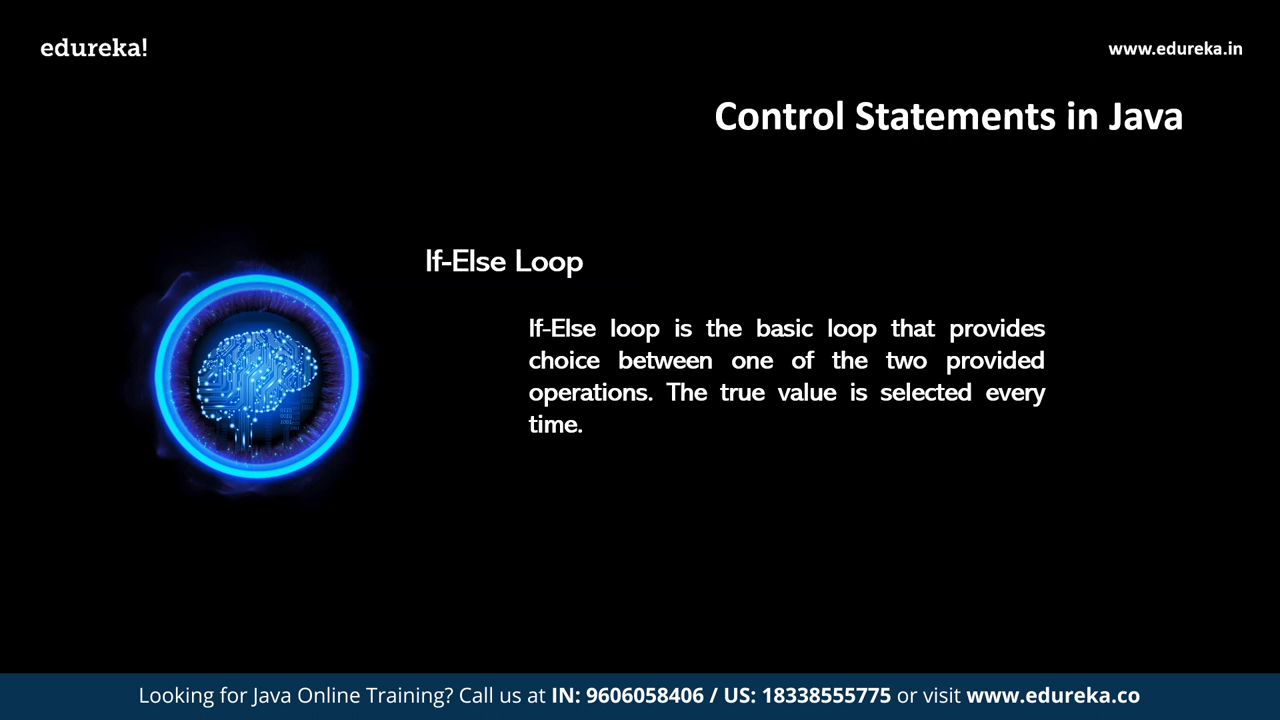 edureka!
www.edureka.in
Control Statements in Java
If-Else Loop
If-Else loop is the basic loop that provides
choice between one of the two provided
operations. The true value is selected every
time.
Looking for Java Online Training? Call us at IN: 9606058406 / US: 18338555775 or visit www.edureka.co